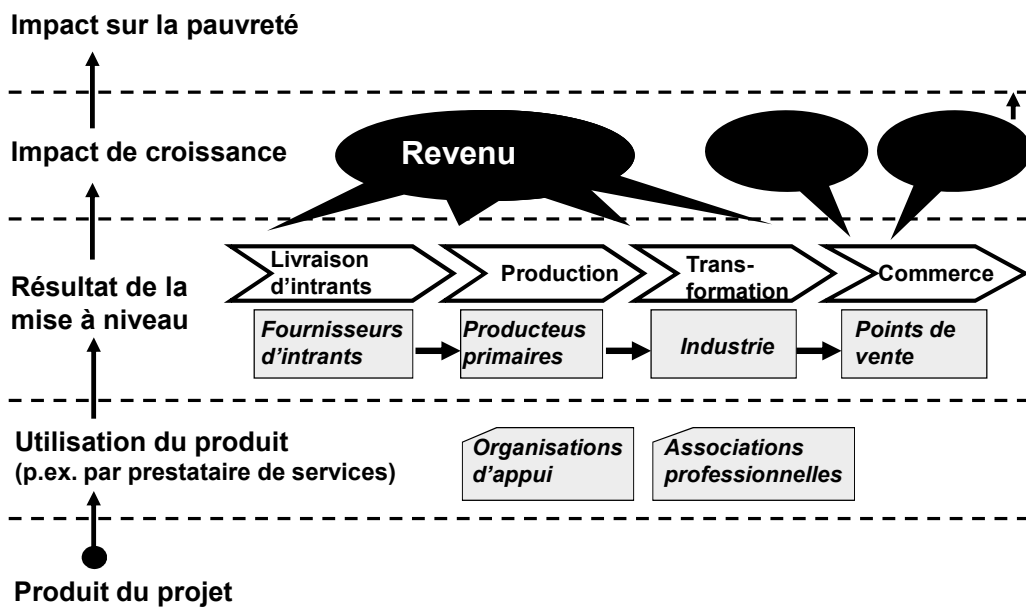 Impact sur la pauvreté
Impact de croissance
Revenu
Livraison
d’intrants
Production
Trans-
formation
Commerce
Résultat de la
mise à niveau
Fournisseurs
d’intrants
Producteus
primaires
Industrie
Points de
vente
Utilisation du produit
(p.ex. par prestataire de services)
Organisations
d’appui
Associations
professionnelles
Produit du projet